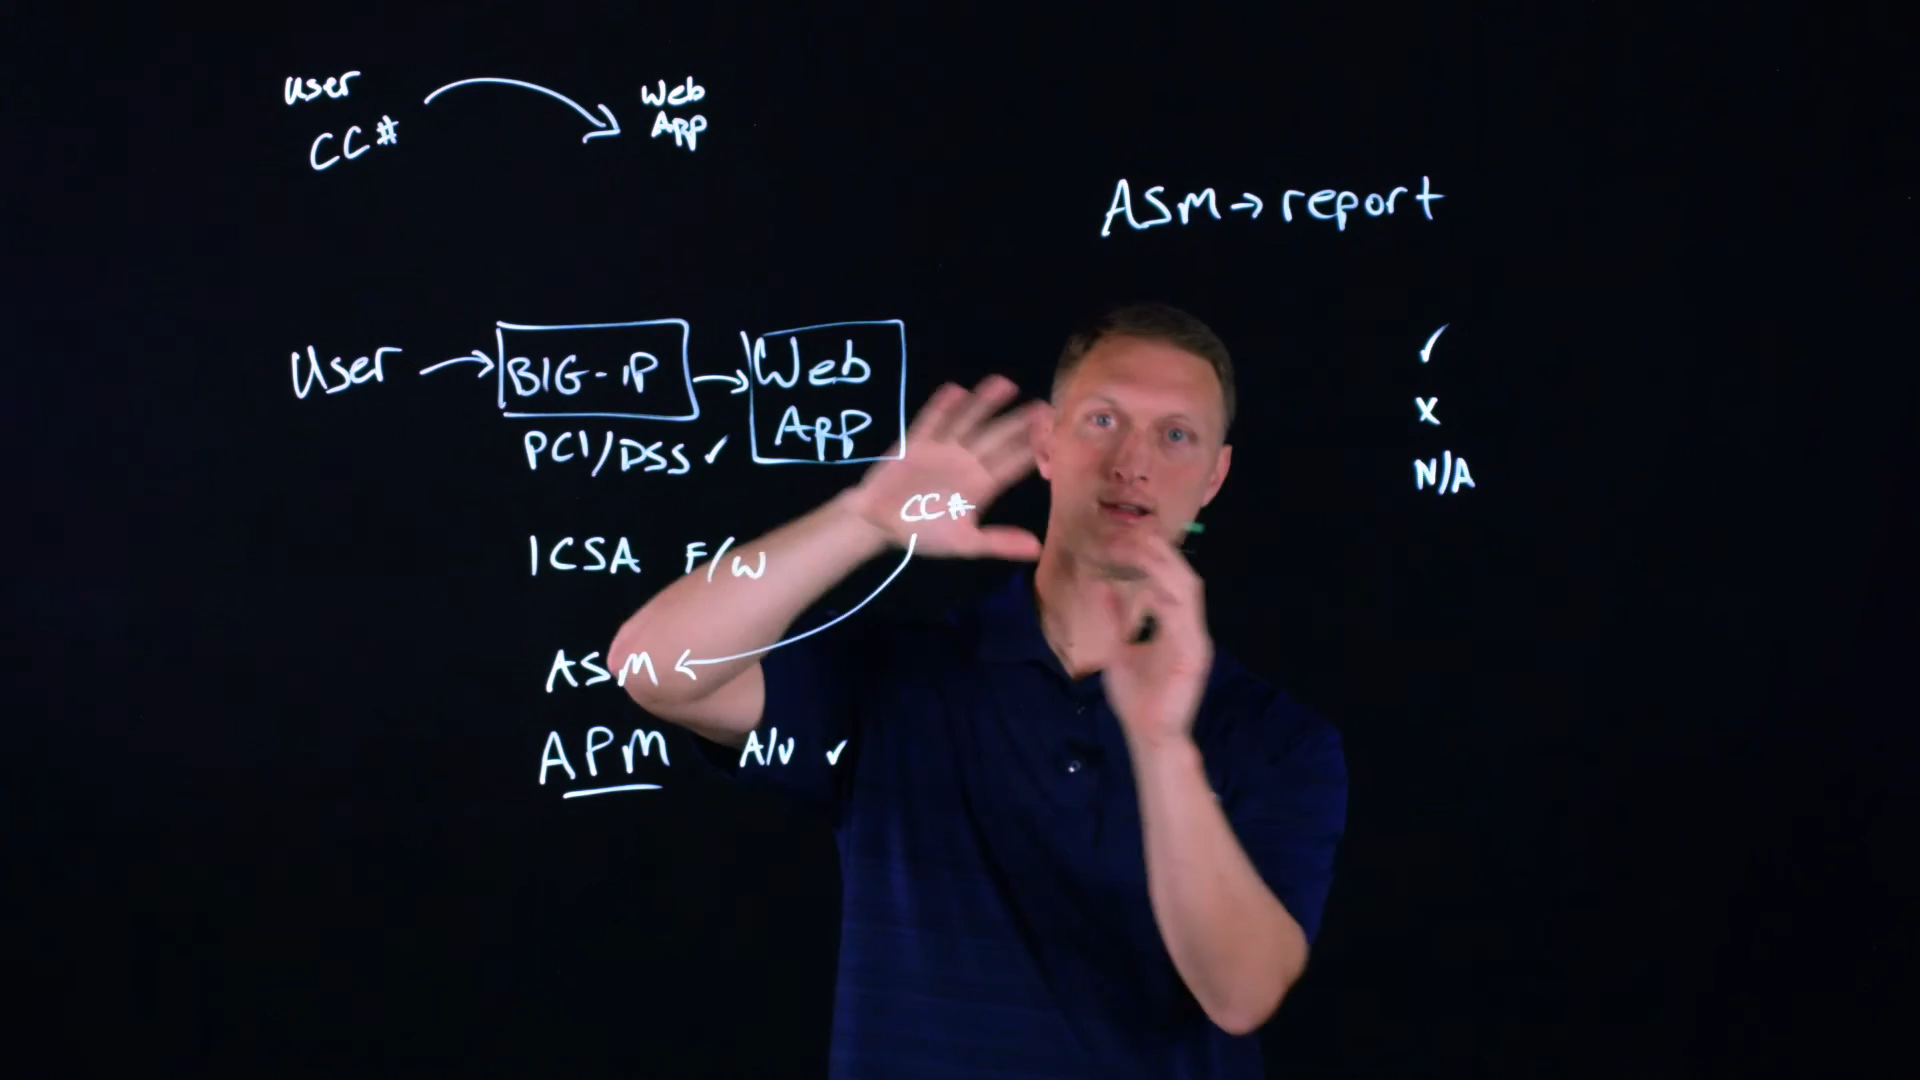 User
CC#
Web
App
ASM → report
User → BIG-IP → Web
App
PCI/DSS ✓
CC#
ICSA F/W
ASM ←
APM A/V ✓
✓
X
N/A